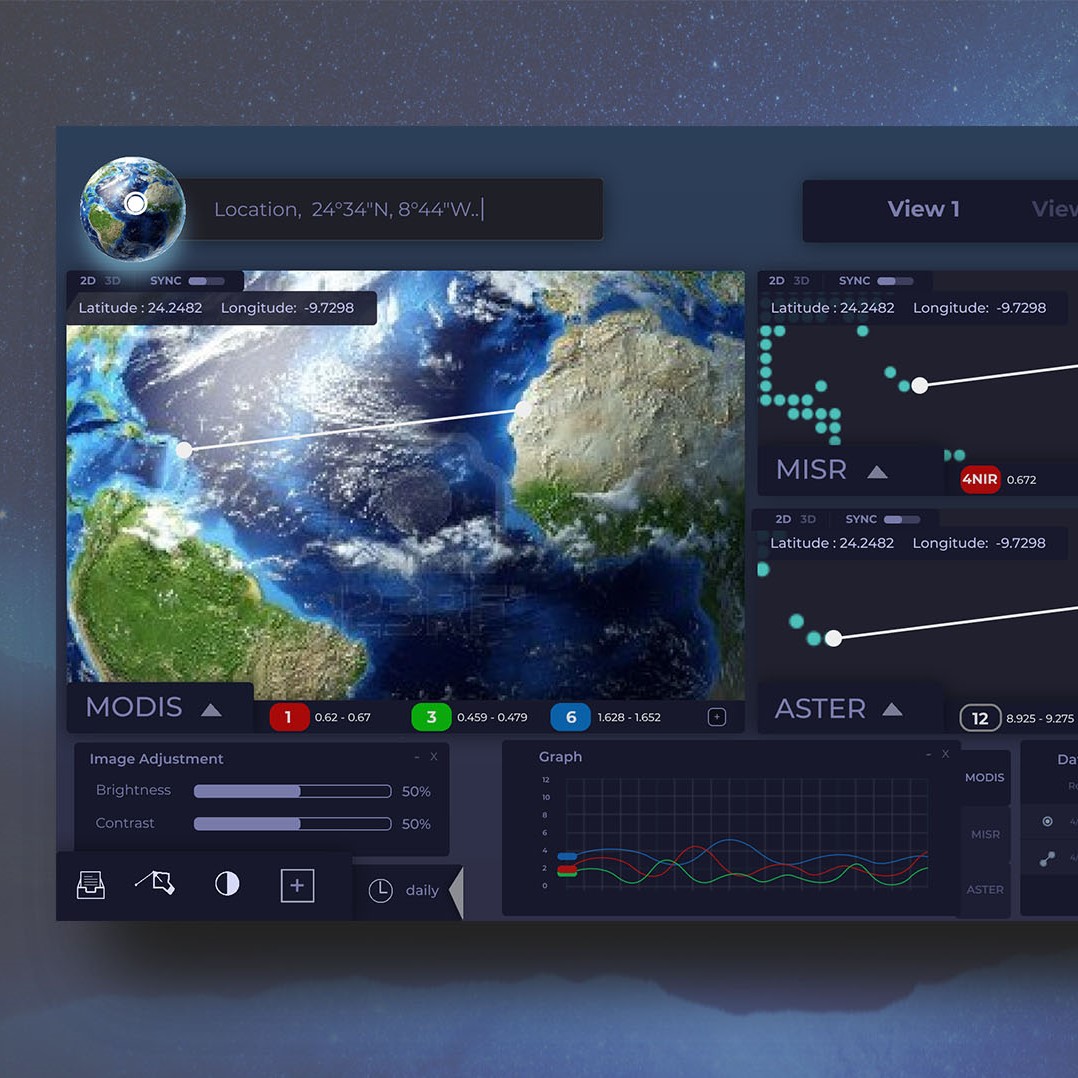 Location, 24°34"N, 8°44"W..
View 1
2D 3D SYNC
Latitude : 24.2482 Longitude: -9.7298
MODIS
1 0.62 - 0.67 3 0.459 - 0.479 6 1.628 - 1.652 +
2D 3D SYNC
Latitude : 24.2482 Longitude: -9.7298
MISR
4NIR 0.672
2D 3D SYNC
Latitude : 24.2482 Longitude: -9.7298
ASTER
12 8.925 - 9.275
Image Adjustment - X
Brightness 50%
Contrast 50%
daily
Graph - X
12
10
8
6
4
2
0
MODIS
MISR
ASTER